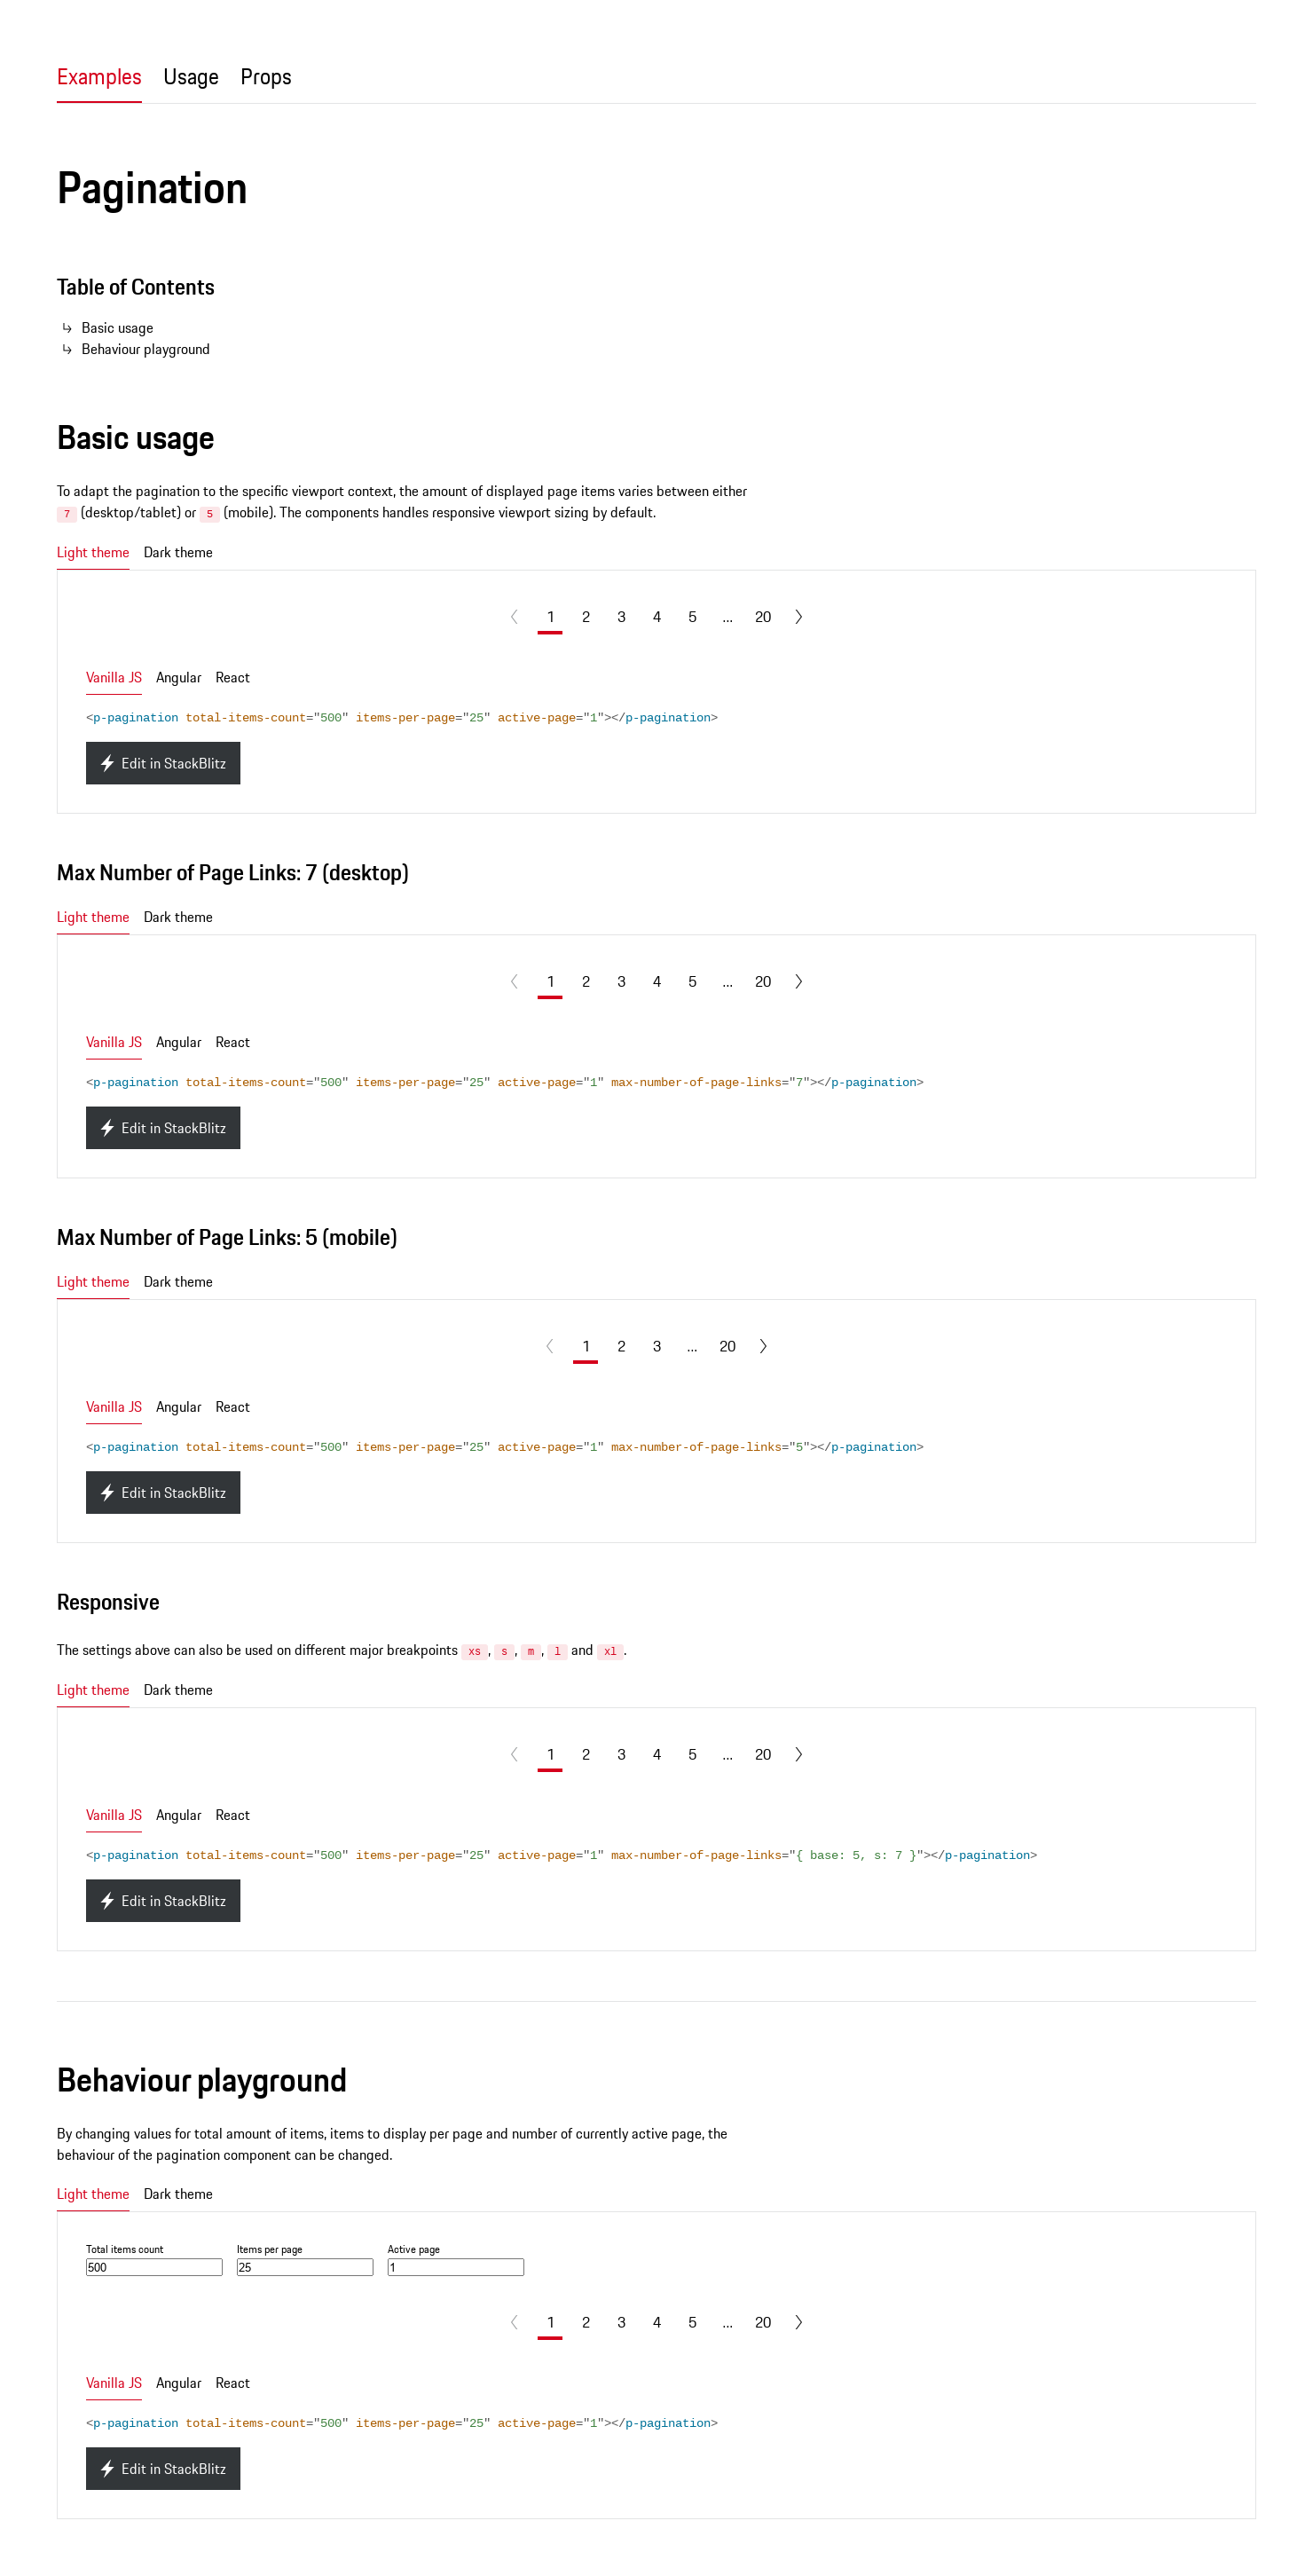 Examples Usage Props
Pagination
Table of Contents
Basic usage
Behaviour playground
Basic usage
To adapt the pagination to the specific viewport context, the amount of displayed page items varies between either
7 (desktop/tablet) or 5 (mobile). The components handles responsive viewport sizing by default.
Light theme Dark theme
1 2 3 4 5 ... 20
Vanilla JS Angular React
<p-pagination total-items-count="500" items-per-page="25" active-page="1"></p-pagination>
Edit in StackBlitz
Max Number of Page Links: 7 (desktop)
Light theme Dark theme
1 2 3 4 5 ... 20
Vanilla JS Angular React
<p-pagination total-items-count="500" items-per-page="25" active-page="1" max-number-of-page-links="7"></p-pagination>
Edit in StackBlitz
Max Number of Page Links: 5 (mobile)
Light theme Dark theme
1 2 3 ... 20
Vanilla JS Angular React
<p-pagination total-items-count="500" items-per-page="25" active-page="1" max-number-of-page-links="5"></p-pagination>
Edit in StackBlitz
Responsive
The settings above can also be used on different major breakpoints xs , s , m , l and xl .
Light theme Dark theme
1 2 3 4 5 ... 20
Vanilla JS Angular React
<p-pagination total-items-count="500" items-per-page="25" active-page="1" max-number-of-page-links="{ base: 5, s: 7 }"></p-pagination>
Edit in StackBlitz
Behaviour playground
By changing values for total amount of items, items to display per page and number of currently active page, the
behaviour of the pagination component can be changed.
Light theme Dark theme
Total items count Items per page Active page
500 25 1
1 2 3 4 5 ... 20
Vanilla JS Angular React
<p-pagination total-items-count="500" items-per-page="25" active-page="1"></p-pagination>
Edit in StackBlitz